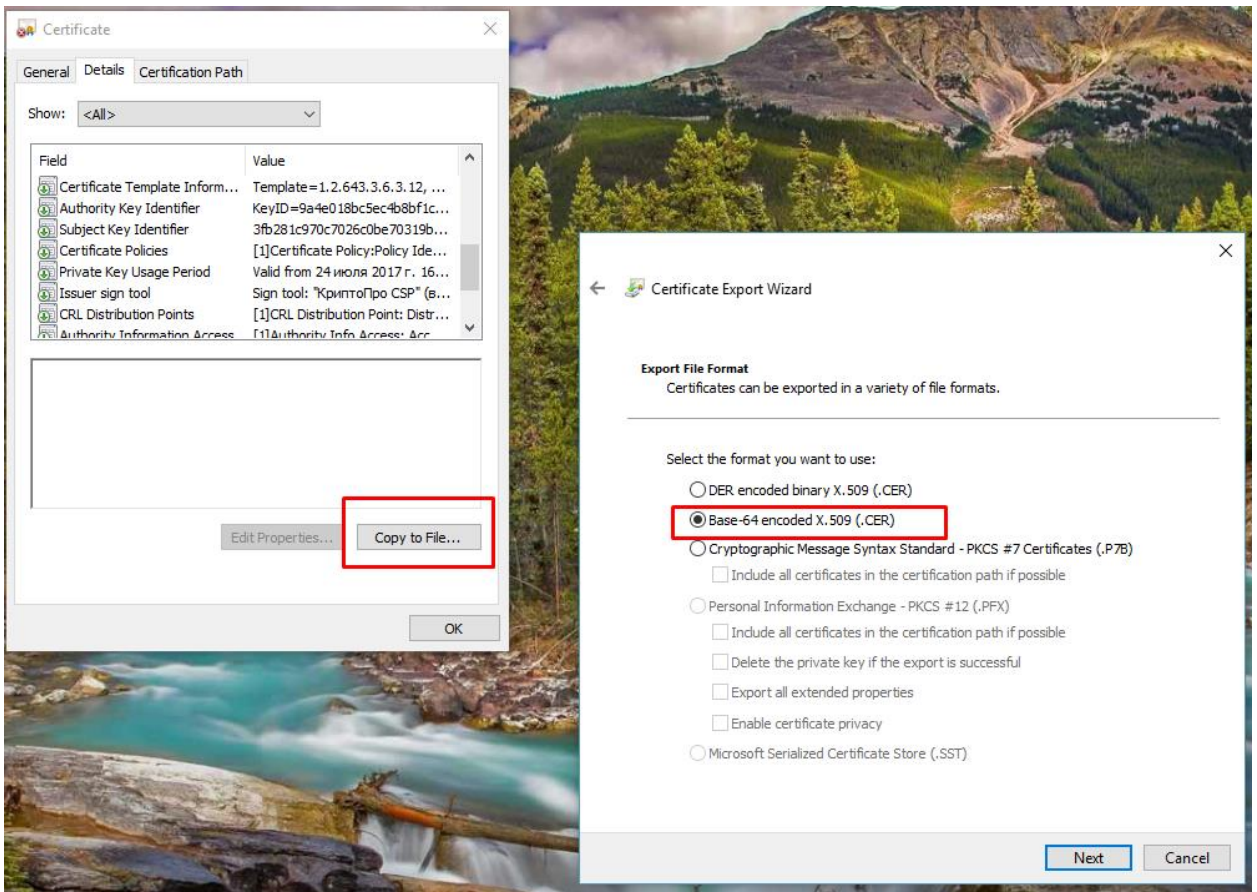 Certificate
General Details Certification Path
Show: <All>
Field Value
Certificate Template Inform... Template=1.2.643.3.6.3.12, ...
Authority Key Identifier KeyID=9a4e018bc5ec4b8bf1c...
Subject Key Identifier 3fb281c970c7026c0be70319b...
Certificate Policies [1]Certificate Policy:Policy Ide...
Private Key Usage Period Valid from 24 июля 2017 г. 16...
Issuer sign tool Sign tool: "КриптоПро CSP" (в...
CRL Distribution Points [1]CRL Distribution Point: Distr...
Authority Information Access [1]Authority Info Access: Acc
Edit Properties... Copy to File...
OK
Certificate Export Wizard
Export File Format
Certificates can be exported in a variety of file formats.
Select the format you want to use:
DER encoded binary X.509 (.CER)
Base-64 encoded X.509 (.CER)
Cryptographic Message Syntax Standard - PKCS #7 Certificates (.P7B)
Include all certificates in the certification path if possible
Personal Information Exchange - PKCS #12 (.PFX)
Include all certificates in the certification path if possible
Delete the private key if the export is successful
Export all extended properties
Enable certificate privacy
Microsoft Serialized Certificate Store (.SST)
Next Cancel